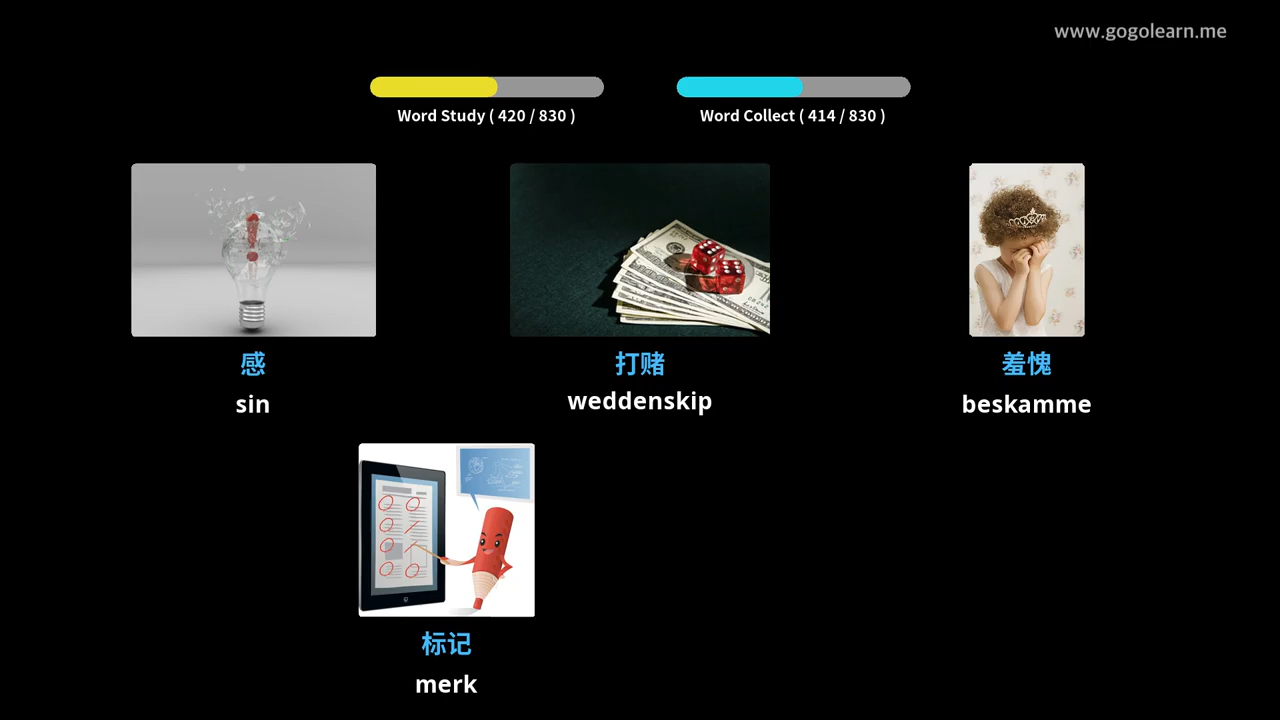 www.gogolearn.me
Word Study ( 420 / 830 )
Word Collect ( 414 / 830 )
感
打赌
羞愧
sin
weddenskip
beskamme
标记
merk